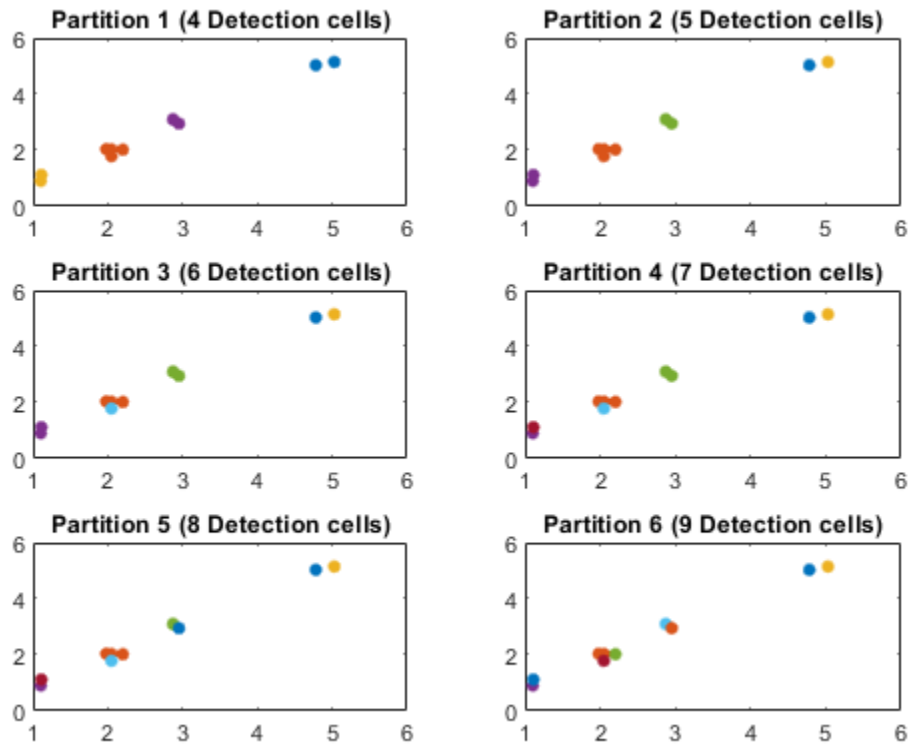 Partition 1 (4 Detection cells)
6
4
2
0
1 2 3 4 5 6
Partition 2 (5 Detection cells)
6
4
2
0
1 2 3 4 5 6
Partition 3 (6 Detection cells)
6
4
2
0
1 2 3 4 5 6
Partition 4 (7 Detection cells)
6
4
2
0
1 2 3 4 5 6
Partition 5 (8 Detection cells)
6
4
2
0
1 2 3 4 5 6
Partition 6 (9 Detection cells)
6
4
2
0
1 2 3 4 5 6